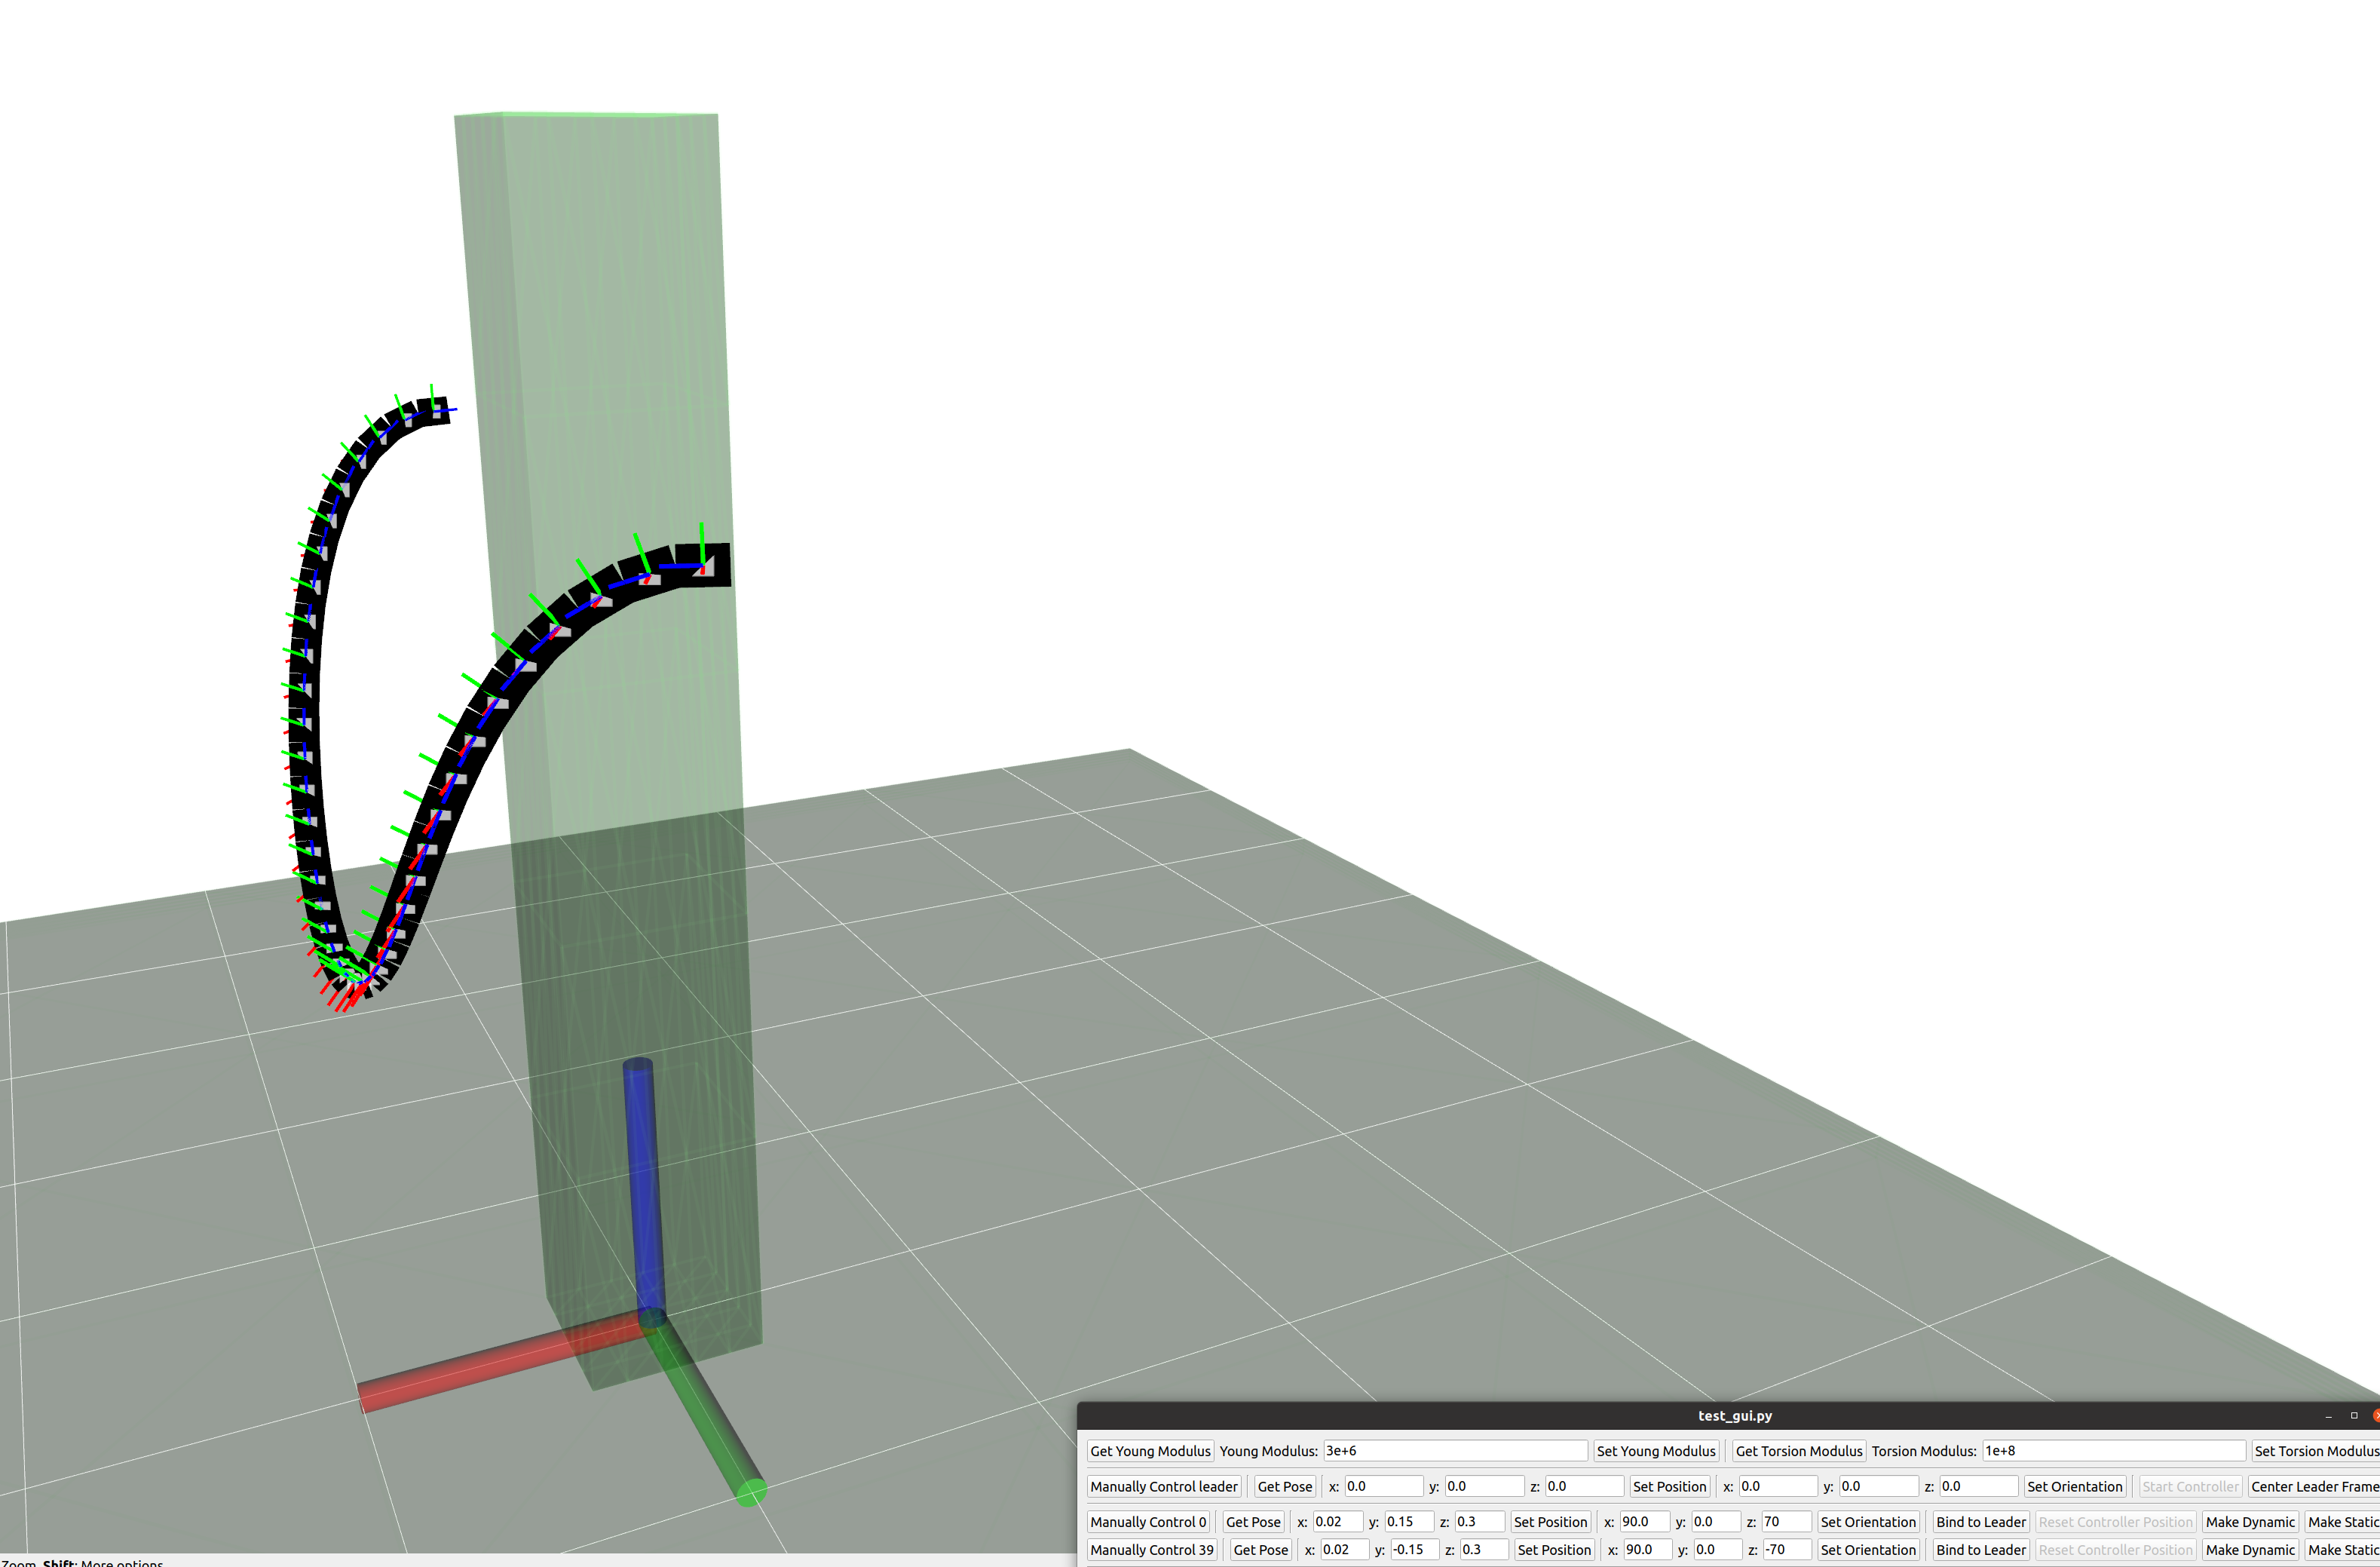 test_gui.py
Get Young Modulus Young Modulus: 3e+6 Set Young Modulus Get Torsion Modulus Torsion Modulus: 1e+8 Set Torsion Modulus
Manually Control leader Get Pose x: 0.0 y: 0.0 z: 0.0 Set Position x: 0.0 y: 0.0 z: 0.0 Set Orientation Start Controller Center Leader Frame
Manually Control 0 Get Pose x: 0.02 y: 0.15 z: 0.3 Set Position x: 90.0 y: 0.0 z: 70 Set Orientation Bind to Leader Reset Controller Position Make Dynamic Make Static
Manually Control 39 Get Pose x: 0.02 y: -0.15 z: 0.3 Set Position x: 90.0 y: 0.0 z: -70 Set Orientation Bind to Leader Reset Controller Position Make Dynamic Make Static
Zoom. Shift: More options.